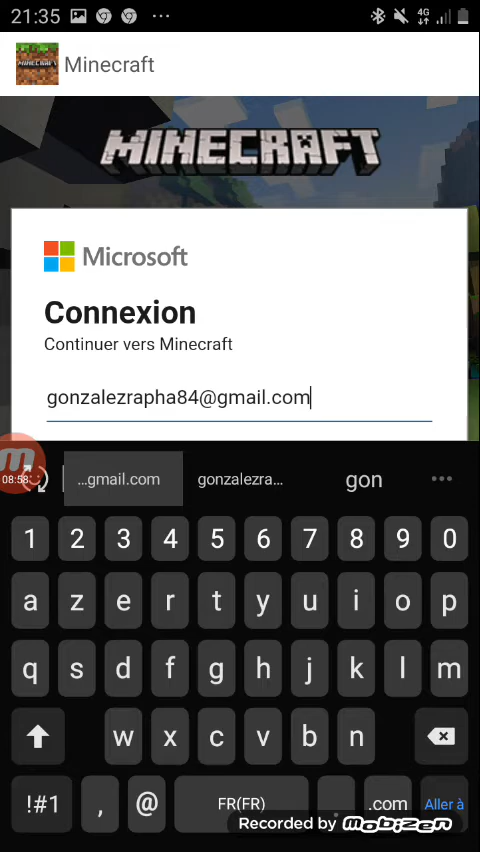 21:35 4G
MINECRAFT Minecraft
MINECRAFT
Microsoft
Connexion
Continuer vers Minecraft
gonzalezrapha84@gmail.com
08:58
...gmail.com gonzalezra... gon
1 2 3 4 5 6 7 8 9 0
a z e r t y u i o p
q s d f g h j k l m
w x c v b n
!#1 , @ FR(FR) . .com Aller à
Recorded by mobizen